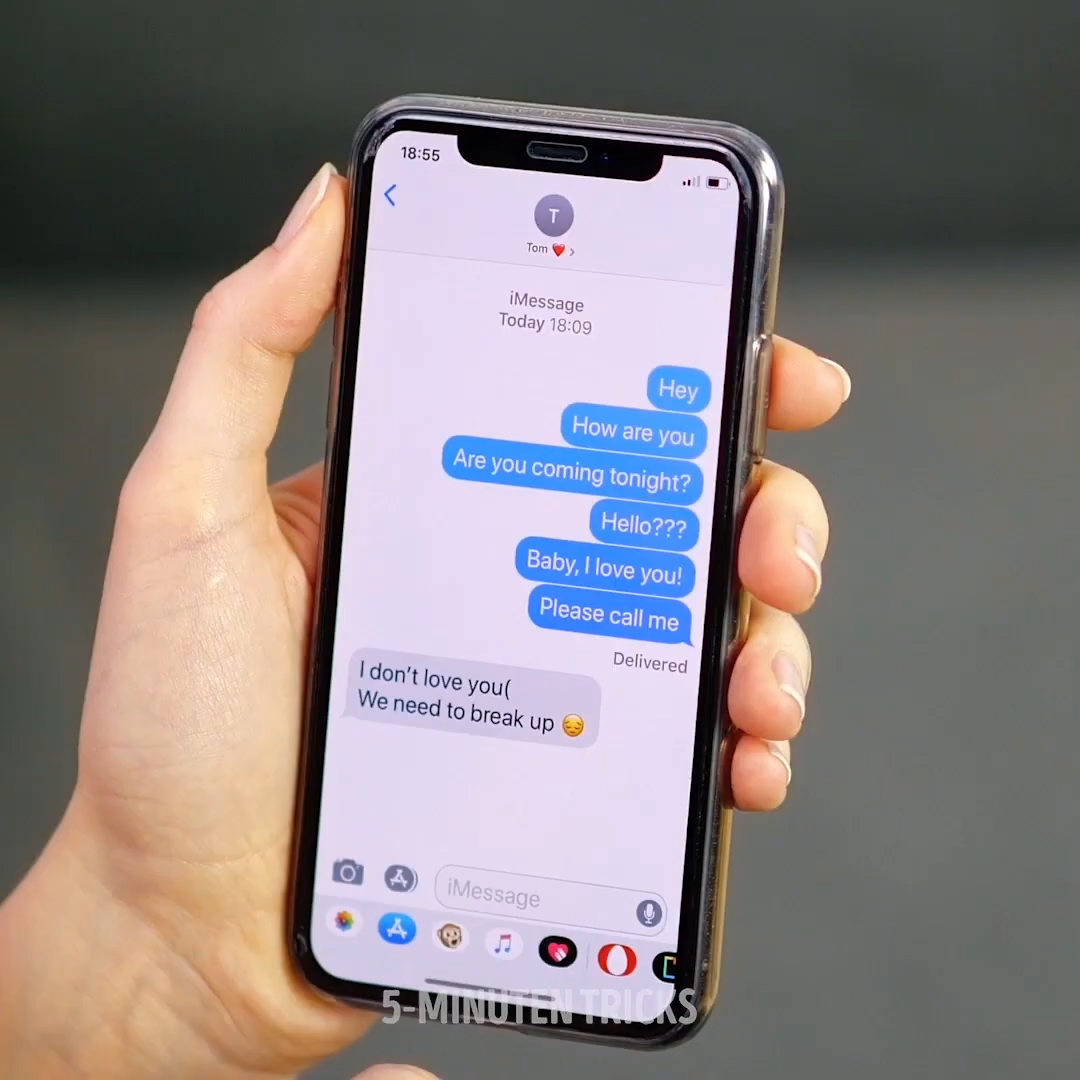 18:55
T
Tom ❤️ >
iMessage
Today 18:09
Hey
How are you
Are you coming tonight?
Hello???
Baby, I love you!
Please call me
Delivered
I don't love you(
We need to break up 😔
iMessage
5-MINUTEN TRICKS